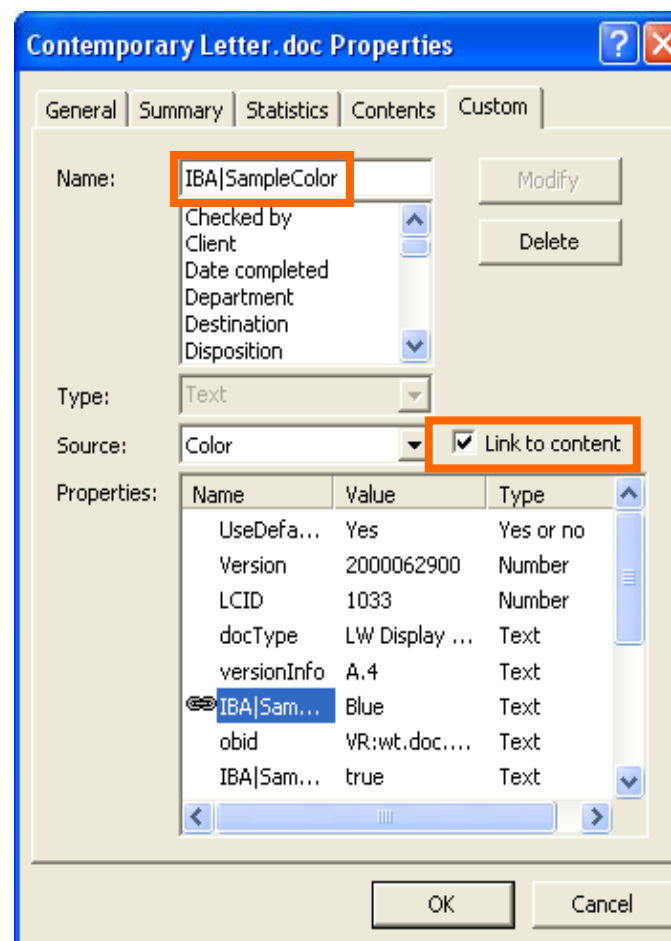 Contemporary Letter.doc Properties
General Summary Statistics Contents Custom
Name: IBA|SampleColor Modify
Checked by
Client
Date completed
Department
Destination
Disposition
Delete
Type: Text
Source: Color Link to content
Properties: Name Value Type
UseDefa... Yes Yes or no
Version 2000062900 Number
LCID 1033 Number
docType LW Display ... Text
versionInfo A.4 Text
IBA|Sam... Blue Text
obid VR:wt.doc.... Text
IBA|Sam... true Text
OK Cancel